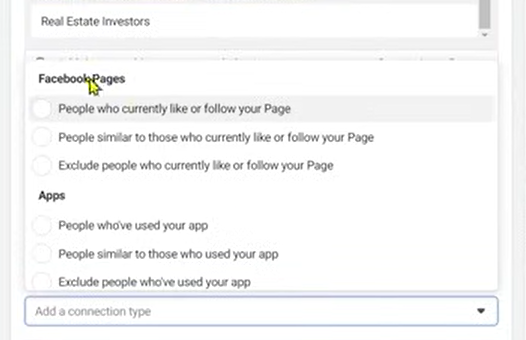 Real Estate Investors
Facebook Pages
People who currently like or follow your Page
People similar to those who currently like or follow your Page
Exclude people who currently like or follow your Page
Apps
People who've used your app
People similar to those who used your app
Exclude people who've used your app
Add a connection type